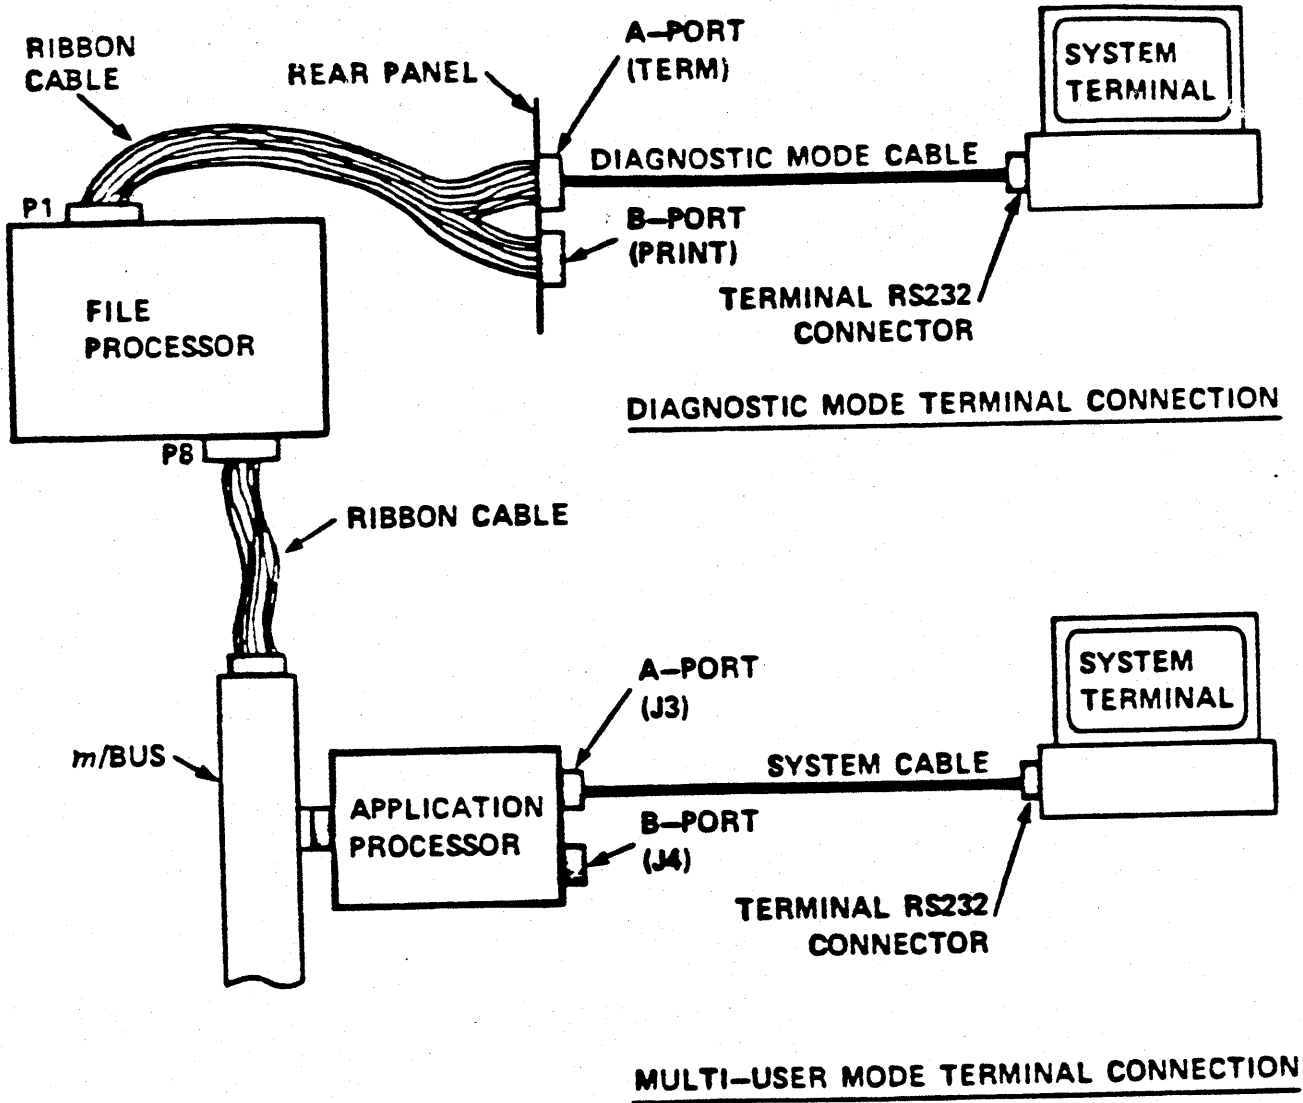 RIBBON
CABLE
REAR PANEL
A-PORT
(TERM)
SYSTEM
TERMINAL
DIAGNOSTIC MODE CABLE
P1
B-PORT
(PRINT)
TERMINAL RS232
CONNECTOR
FILE
PROCESSOR
DIAGNOSTIC MODE TERMINAL CONNECTION
P8
RIBBON CABLE
A-PORT
(J3)
SYSTEM
TERMINAL
m/BUS
SYSTEM CABLE
APPLICATION
PROCESSOR
B-PORT
(J4)
TERMINAL RS232
CONNECTOR
MULTI-USER MODE TERMINAL CONNECTION